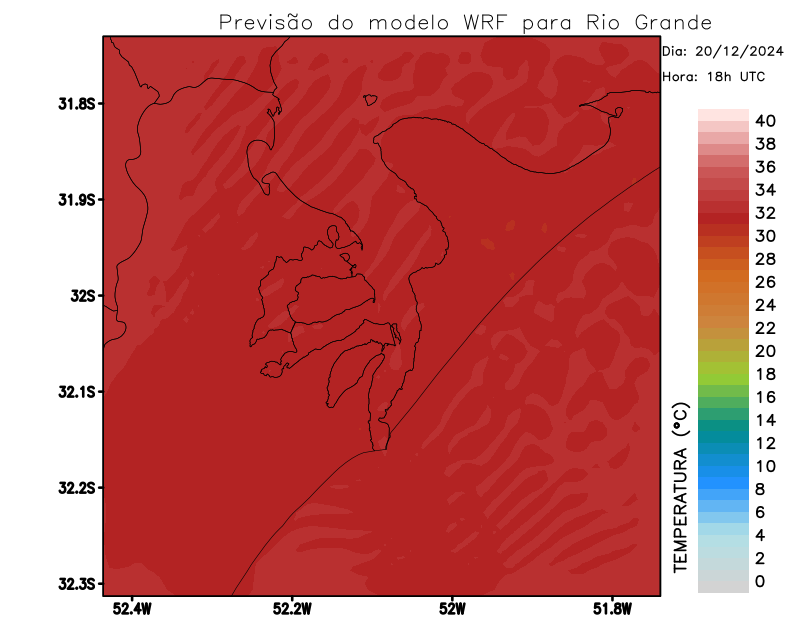 Previsão do modelo WRF para Rio Grande
Dia: 20/12/2024
Hora: 18h UTC
31.8S
31.9S
32S
32.1S
32.2S
32.3S
52.4W
52.2W
52W
51.8W
TEMPERATURA (°C)
40
38
36
34
32
30
28
26
24
22
20
18
16
14
12
10
8
6
4
2
0